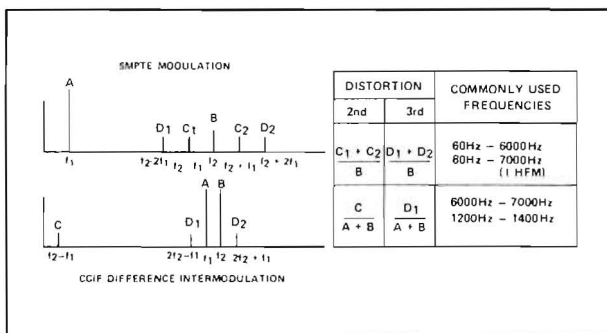 SMPTE MODULATION
A
D1 C1 B C2 D2
f1 f2-2f1 f2 f1 f2 f2 + f1 f2 + 2f1
A B
C D1 D2
f2-f1 2f2-f1 f1 f2 2f2 + f1
CCIF DIFFERENCE INTERMODULATION
DISTORTION
COMMONLY USED
FREQUENCIES
2nd 3rd
C1 + C2
B
D1 + D2
B
60Hz – 6000Hz
80Hz – 7000Hz
(IHFM)
C
A + B
D1
A + B
6000Hz – 7000Hz
1200Hz – 1400Hz